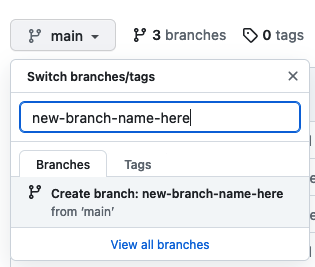 main 3 branches 0 tags
Switch branches/tags
new-branch-name-here
Branches Tags
Create branch: new-branch-name-here
from ‘main’
View all branches